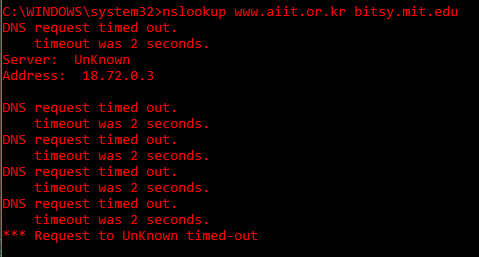 C:\WINDOWS\system32>nslookup www.aiit.or.kr bitsy.mit.edu
DNS request timed out.
    timeout was 2 seconds.
Server:  UnKnown
Address:  18.72.0.3

DNS request timed out.
    timeout was 2 seconds.
DNS request timed out.
    timeout was 2 seconds.
DNS request timed out.
    timeout was 2 seconds.
DNS request timed out.
    timeout was 2 seconds.
*** Request to UnKnown timed-out